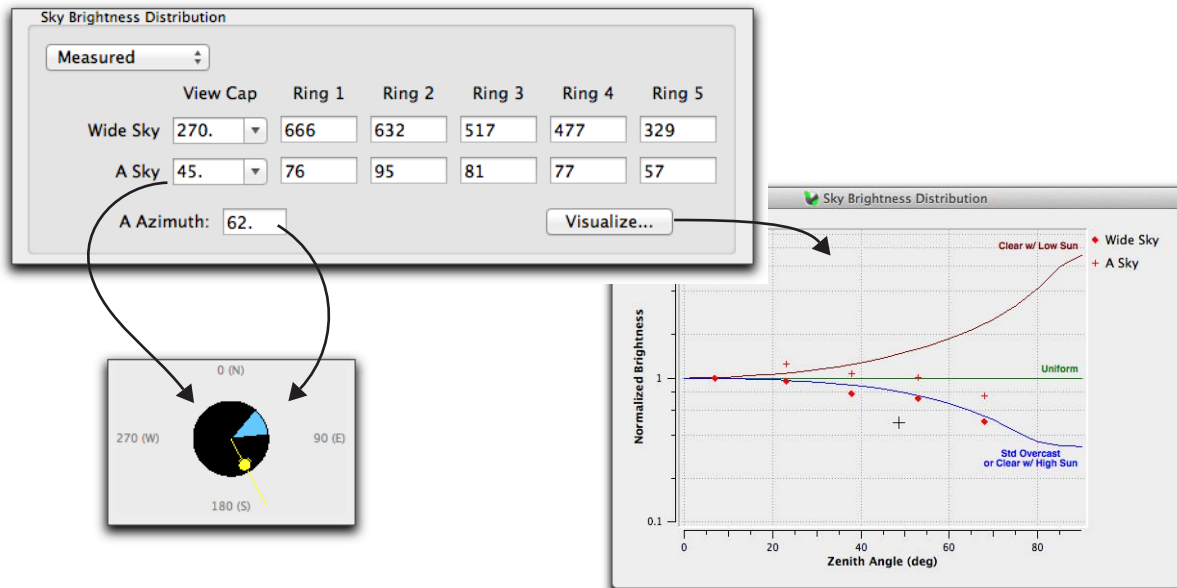 Sky Brightness Distribution
Measured
View Cap Ring 1 Ring 2 Ring 3 Ring 4 Ring 5
Wide Sky 270. 666 632 517 477 329
A Sky 45. 76 95 81 77 57
A Azimuth: 62. Visualize...
Sky Brightness Distribution
Clear w/ Low Sun
Wide Sky
A Sky
Normalized Brightness
1
Uniform
Std Overcast
or Clear w/ High Sun
0.1
0 20 40 60 80
Zenith Angle (deg)
0 (N)
270 (W) 90 (E)
180 (S)